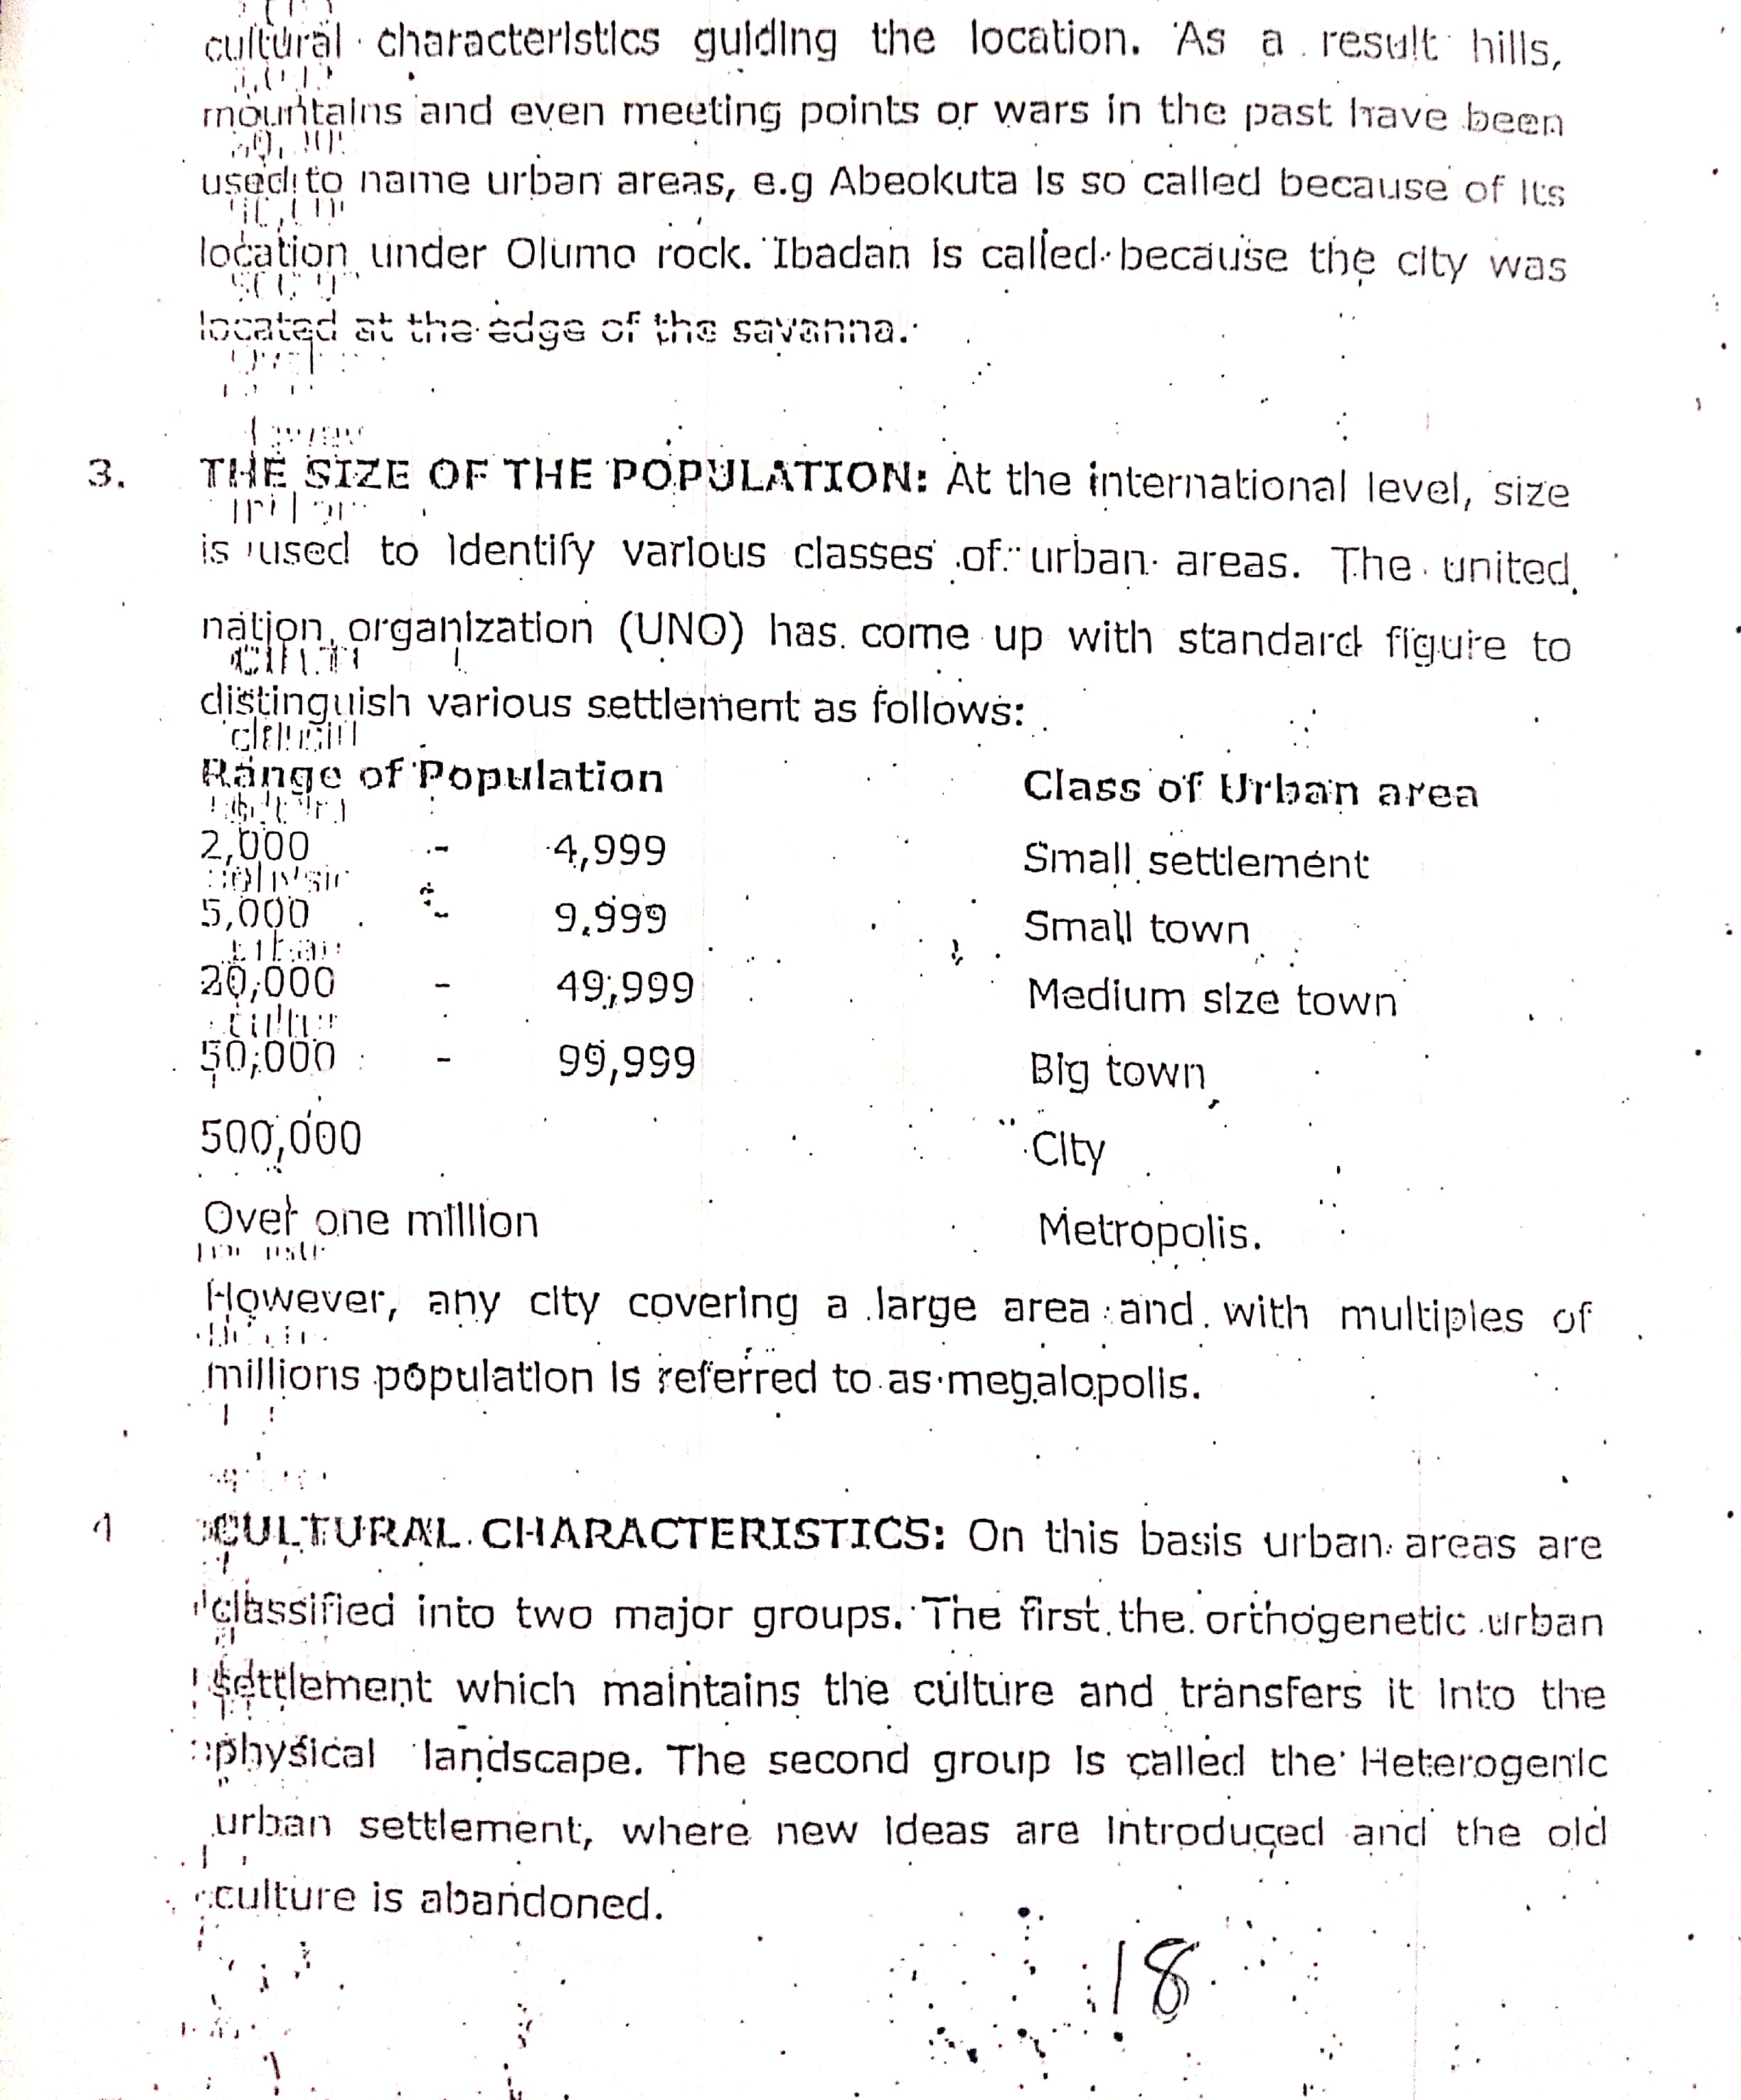 cultural characteristics guiding the location. As a result hills,
mountains and even meeting points or wars in the past have been
used to name urban areas, e.g Abeokuta is so called because of its
location under Olumo rock. Ibadan is called because the city was
located at the edge of the savanna.
3. THE SIZE OF THE POPULATION: At the international level, size
is used to identify various classes of urban areas. The united
nation organization (UNO) has come up with standard figure to
distinguish various settlement as follows:
Range of Population Class of Urban area
2,000 - 4,999 Small settlement
5,000 - 9,999 Small town
20,000 - 49,999 Medium size town
50,000 - 99,999 Big town
500,000 City
Over one million Metropolis.
However, any city covering a large area and with multiples of
millions population is referred to as megalopolis.
4 CULTURAL CHARACTERISTICS: On this basis urban areas are
classified into two major groups. The first the orthogenetic urban
settlement which maintains the culture and transfers it into the
physical landscape. The second group is called the Heterogenic
urban settlement, where new ideas are introduced and the old
culture is abandoned.
18